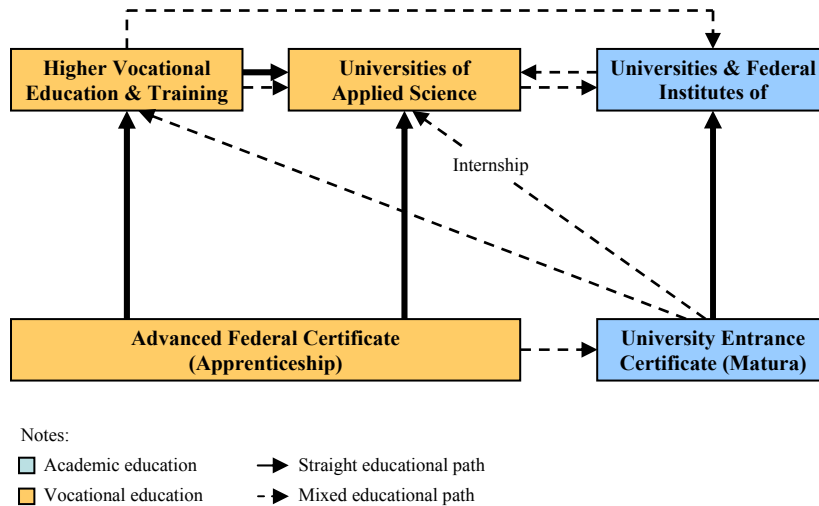 Higher Vocational
Education & Training
Universities of
Applied Science
Universities & Federal
Institutes of
Internship
Advanced Federal Certificate
(Apprenticeship)
University Entrance
Certificate (Matura)
Notes:
Academic education
Straight educational path
Vocational education
Mixed educational path